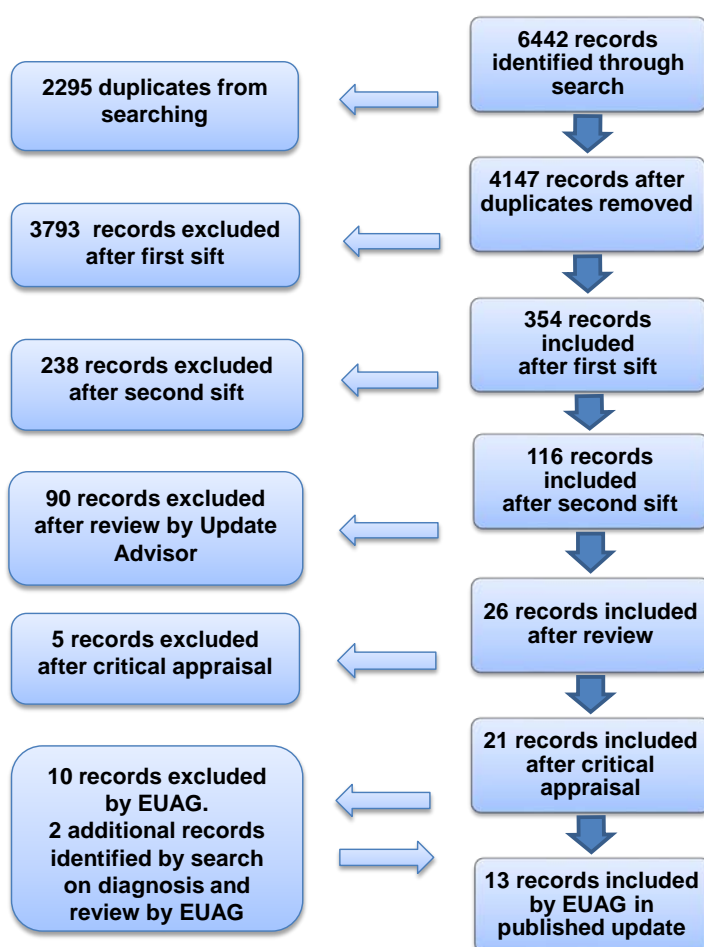 6442 records
identified through
search
2295 duplicates from
searching
4147 records after
duplicates removed
3793 records excluded
after first sift
354 records
included
after first sift
238 records excluded
after second sift
116 records
included
after second sift
90 records excluded
after review by Update
Advisor
26 records included
after review
5 records excluded
after critical appraisal
21 records included
after critical
appraisal
10 records excluded
by EUAG.
2 additional records
identified by search
on diagnosis and
review by EUAG
13 records included
by EUAG in
published update